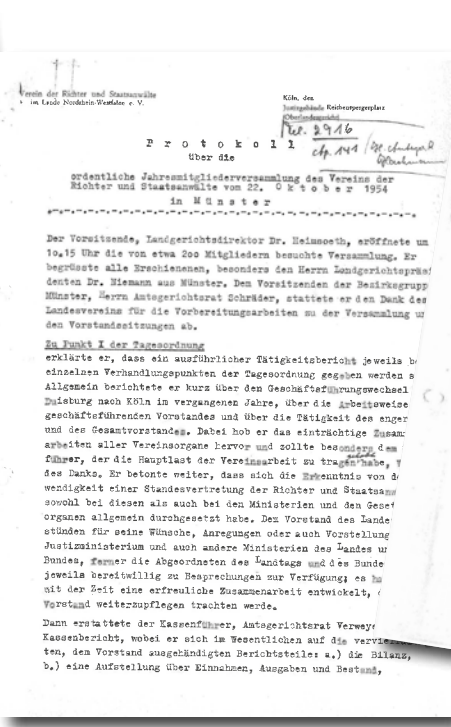 Verein der Richter und Staatsanwälte
im Lande Nordrhein-Westfalen e. V.
Köln, den
Justizgebäude Reichenspergerplatz
(Oberlandesgericht)
Tel. 2916
P r o t o k o l l
über die
ordentliche Jahresmitgliederversammlung des Vereins der
Richter und Staatsanwälte vom 22. O k t o b e r 1954
in M ü n s t e r
Der Vorsitzende, Landgerichtsdirektor Dr. Heimsoeth, eröffnete um
10.15 Uhr die von etwa 200 Mitgliedern besuchte Versammlung. Er
begrüsste alle Erschienenen, besonders den Herrn Landgerichtspräsi
denten Dr. Niemann aus Münster. Dem Vorsitzenden der Bezirksgrupp
Münster, Herrn Amtsgerichtsrat Schräder, stattete er den Dank des
Landesvereins für die Vorbereitungsarbeiten zu der Versammlung u
den Vorstandssitzungen ab.
Zu Punkt I der Tagesordnung
erklärte er, dass ein ausführlicher Tätigkeitsbericht jeweils b
einzelnen Verhandlungspunkten der Tagesordnung gegeben werden s
Allgemein berichtete er kurz über den Geschäftsführungswechsel
Duisburg nach Köln im vergangenen Jahre, über die Arbeitsweise
geschäftsführenden Vorstandes und über die Tätigkeit des enger
und des Gesamtvorstandes. Dabei hob er das einträchtige Zusam
arbeiten aller Vereinsorgane hervor und zollte besonders dem
führer, der die Hauptlast der Vereinsarbeit zu tragen habe,
des Danks. Er betonte weiter, dass sich die Erkenntnis von d
wendigkeit einer Standesvertretung der Richter und Staatsan
sowohl bei diesen als auch bei den Ministerien und den Geset
organen allgemein durchgesetzt habe. Dem Vorstand des Lande
stünden für seine Wünsche, Anregungen oder auch Vorstellung
Justizministerium und auch andere Ministerien des Landes u
Bundes, ferner die Abgeordneten des Landtags und des Bunde
jeweils bereitwillig zu Besprechungen zur Verfügung; es h
mit der Zeit eine erfreuliche Zusammenarbeit entwickelt,
Vorstand weiterzupflegen trachten werde.
Dann erstattete der Kassenführer, Amtsgerichtsrat Verwey
Kassenbericht, wobei er sich im Wesentlichen auf die vervie
ten, dem Vorstand ausgehändigten Berichtsteile: a.) die Bilanz,
b.) eine Aufstellung über Einnahmen, Ausgaben und Bestand,